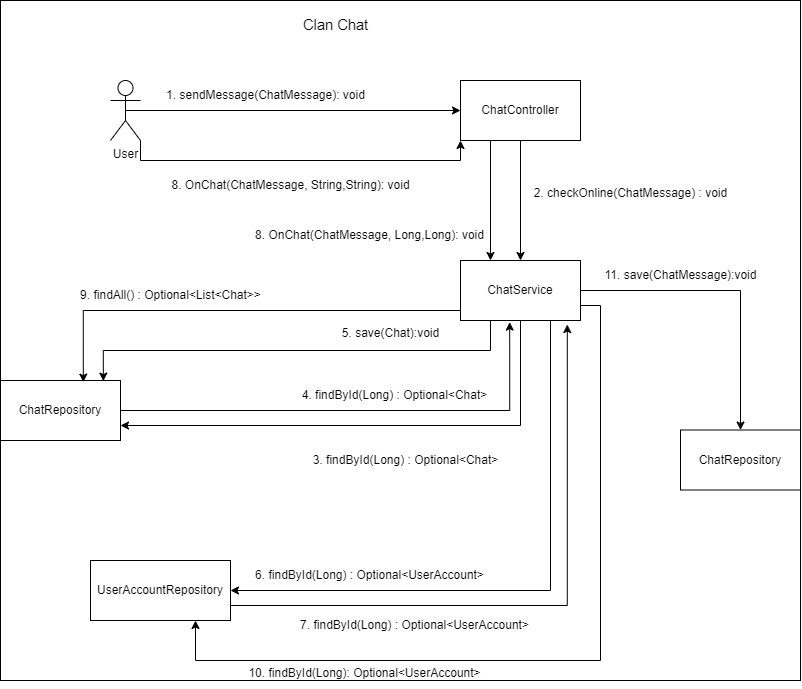 Clan Chat
1. sendMessage(ChatMessage): void
ChatController
User
8. OnChat(ChatMessage, String,String): void
2. checkOnline(ChatMessage) : void
8. OnChat(ChatMessage, Long,Long): void
ChatService
11. save(ChatMessage):void
9. findAll() : Optional<List<Chat>>
5. save(Chat):void
4. findById(Long) : Optional<Chat>
ChatRepository
3. findById(Long) : Optional<Chat>
ChatRepository
6. findById(Long) : Optional<UserAccount>
UserAccountRepository
7. findById(Long) : Optional<UserAccount>
10. findById(Long): Optional<UserAccount>